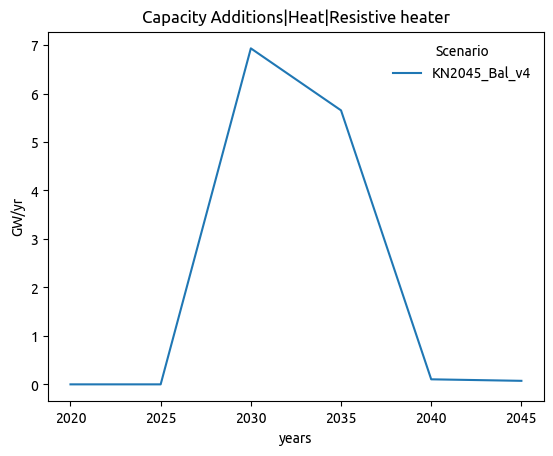 Capacity Additions|Heat|Resistive heater
Scenario
KN2045_Bal_v4
7
6
5
4
3
2
1
0
GW/yr
2020 2025 2030 2035 2040 2045
years